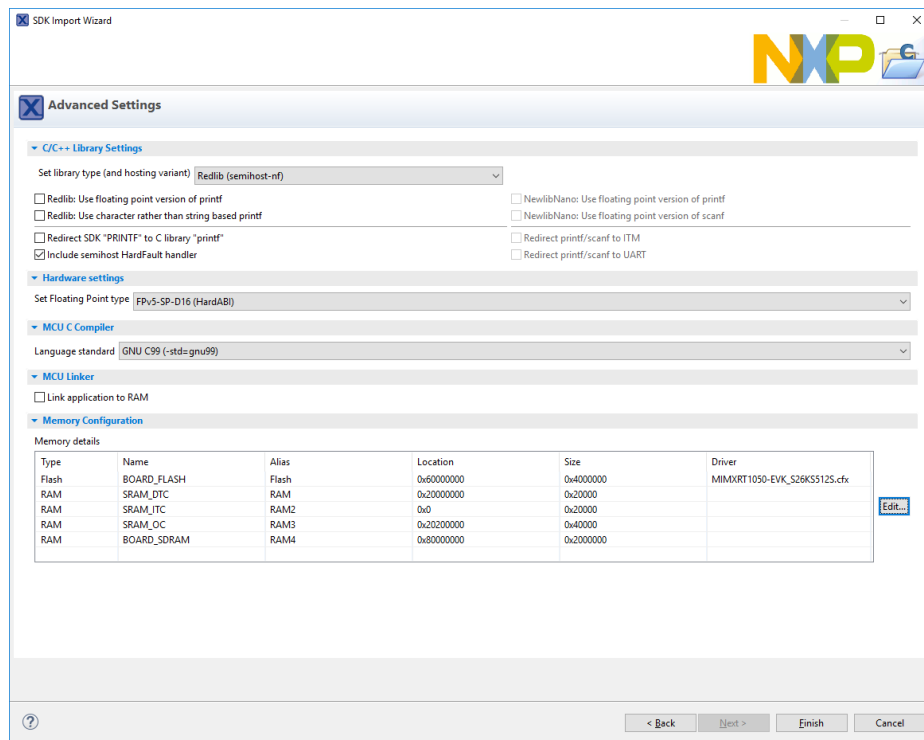 SDK Import Wizard
NXP
C
Advanced Settings
C/C++ Library Settings
Set library type (and hosting variant) Redlib (semihost-nf)
Redlib: Use floating point version of printf NewlibNano: Use floating point version of printf
Redlib: Use character rather than string based printf NewlibNano: Use floating point version of scanf
Redirect SDK "PRINTF" to C library "printf" Redirect printf/scanf to ITM
Include semihost HardFault handler Redirect printf/scanf to UART
Hardware settings
Set Floating Point type FPv5-SP-D16 (HardABI)
MCU C Compiler
Language standard GNU C99 (-std=gnu99)
MCU Linker
Link application to RAM
Memory Configuration
Memory details
Type Name Alias Location Size Driver
Flash BOARD_FLASH Flash 0x60000000 0x4000000 MIMXRT1050-EVK_S26KS512S.cfx
RAM SRAM_DTC RAM 0x20000000 0x20000
RAM SRAM_ITC RAM2 0x0 0x20000
RAM SRAM_OC RAM3 0x20200000 0x40000
RAM BOARD_SDRAM RAM4 0x80000000 0x2000000
Edit...
? < Back Next > Finish Cancel